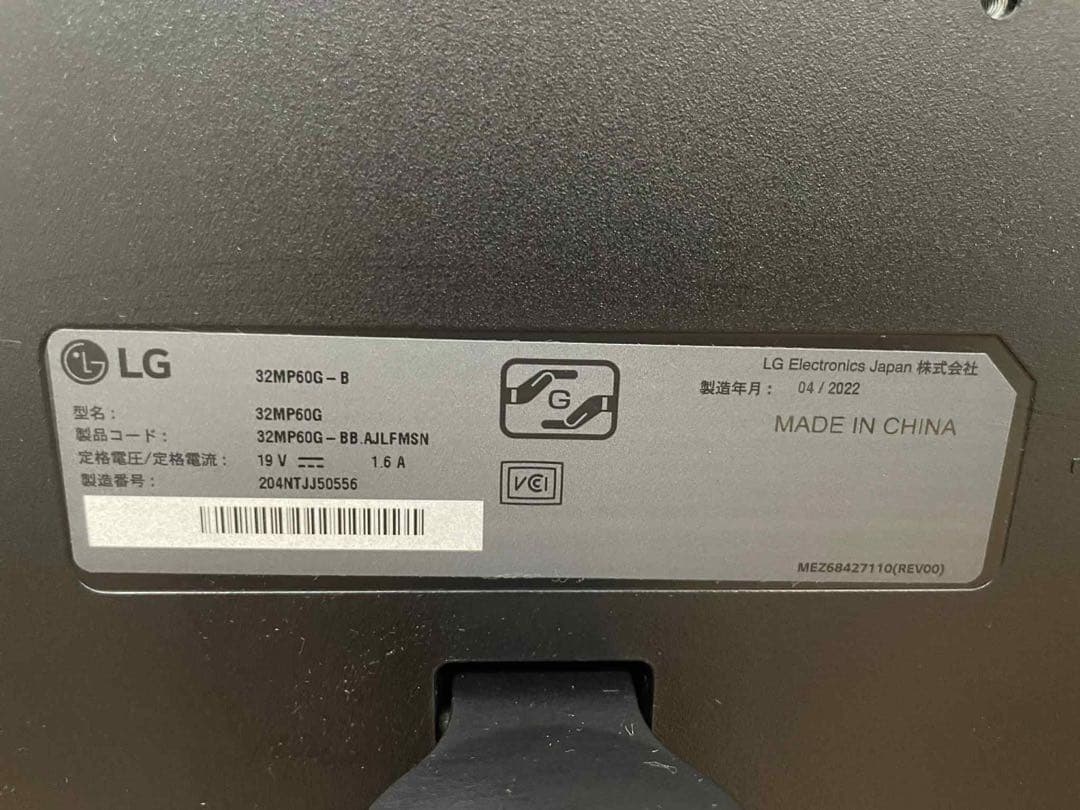 LG
32MP60G-B
型名： 32MP60G
製品コード： 32MP60G-BB.AJLFMSN
定格電圧/定格電流： 19 V 1.6 A
製造番号： 204NTJJ50556
G
VCCI
LG Electronics Japan 株式会社
製造年月： 04 / 2022
MADE IN CHINA
MEZ68427110(REV00)